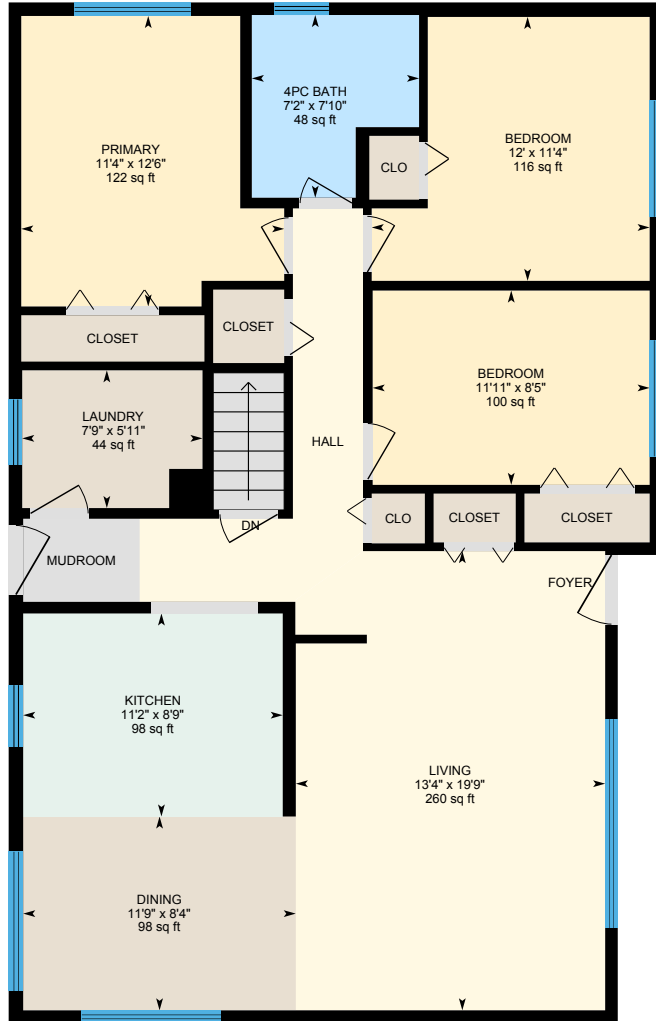 4PC BATH
7'2" x 7'10"
48 sq ft
PRIMARY
11'4" x 12'6"
122 sq ft
BEDROOM
12' x 11'4"
116 sq ft
CLO
CLOSET
CLOSET
BEDROOM
11'11" x 8'5"
100 sq ft
LAUNDRY
7'9" x 5'11"
44 sq ft
HALL
CLO
CLOSET
CLOSET
DN
MUDROOM
FOYER
KITCHEN
11'2" x 8'9"
98 sq ft
LIVING
13'4" x 19'9"
260 sq ft
DINING
11'9" x 8'4"
98 sq ft